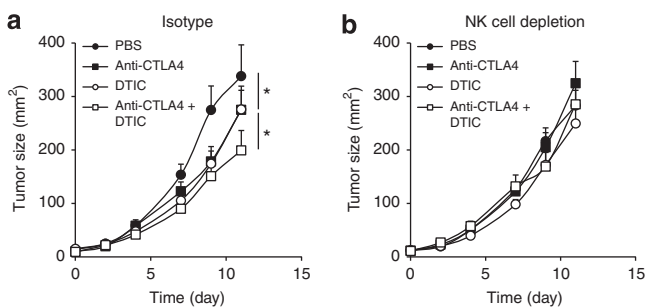 a
Isotype
400
300
200
100
0
Tumor size (mm²)
PBS
Anti-CTLA4
DTIC
Anti-CTLA4 +
DTIC
*
*
0
5
10
15
Time (day)
b
NK cell depletion
400
300
200
100
0
Tumor size (mm²)
PBS
Anti-CTLA4
DTIC
Anti-CTLA4 +
DTIC
0
5
10
15
Time (day)